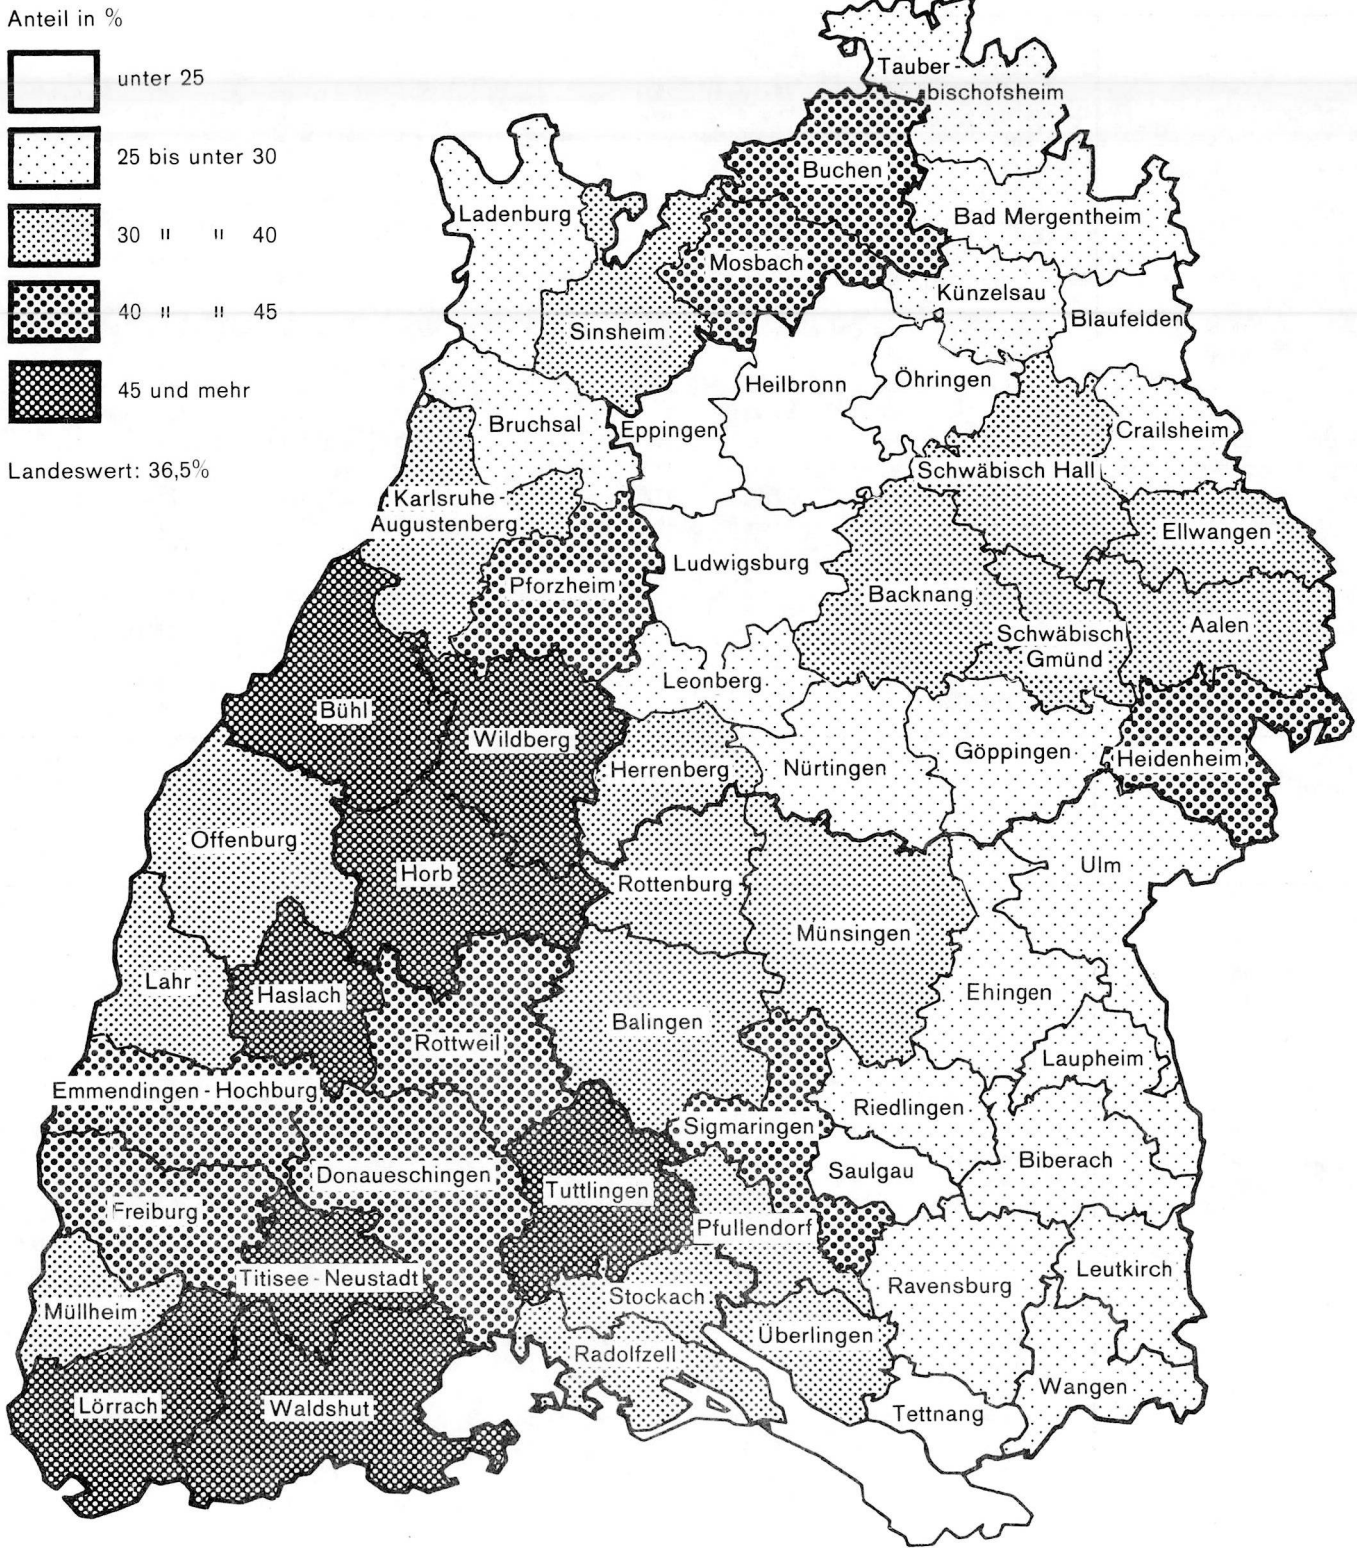 Anteil in %
unter 25
25 bis unter 30
30 " " 40
40 " " 45
45 und mehr
Landeswert: 36,5%
Tauber-
bischofsheim
Buchen
Ladenburg
Bad Mergentheim
Mosbach
Künzelsau
Blaufelden
Sinsheim
Heilbronn
Öhringen
Bruchsal
Eppingen
Crailsheim
Schwäbisch Hall
Karlsruhe-
Augustenberg
Ellwangen
Ludwigsburg
Pforzheim
Backnang
Aalen
Schwäbisch
Gmünd
Leonberg
Bühl
Wildberg
Herrenberg
Nürtingen
Göppingen
Heidenheim
Offenburg
Ulm
Horb
Rottenburg
Münsingen
Lahr
Haslach
Ehingen
Balingen
Rottweil
Laupheim
Emmendingen-Hochburg
Riedlingen
Sigmaringen
Biberach
Donaueschingen
Saulgau
Tuttlingen
Freiburg
Pfullendorf
Titisee-Neustadt
Leutkirch
Ravensburg
Stockach
Müllheim
Überlingen
Radolfzell
Wangen
Lörrach
Waldshut
Tettnang